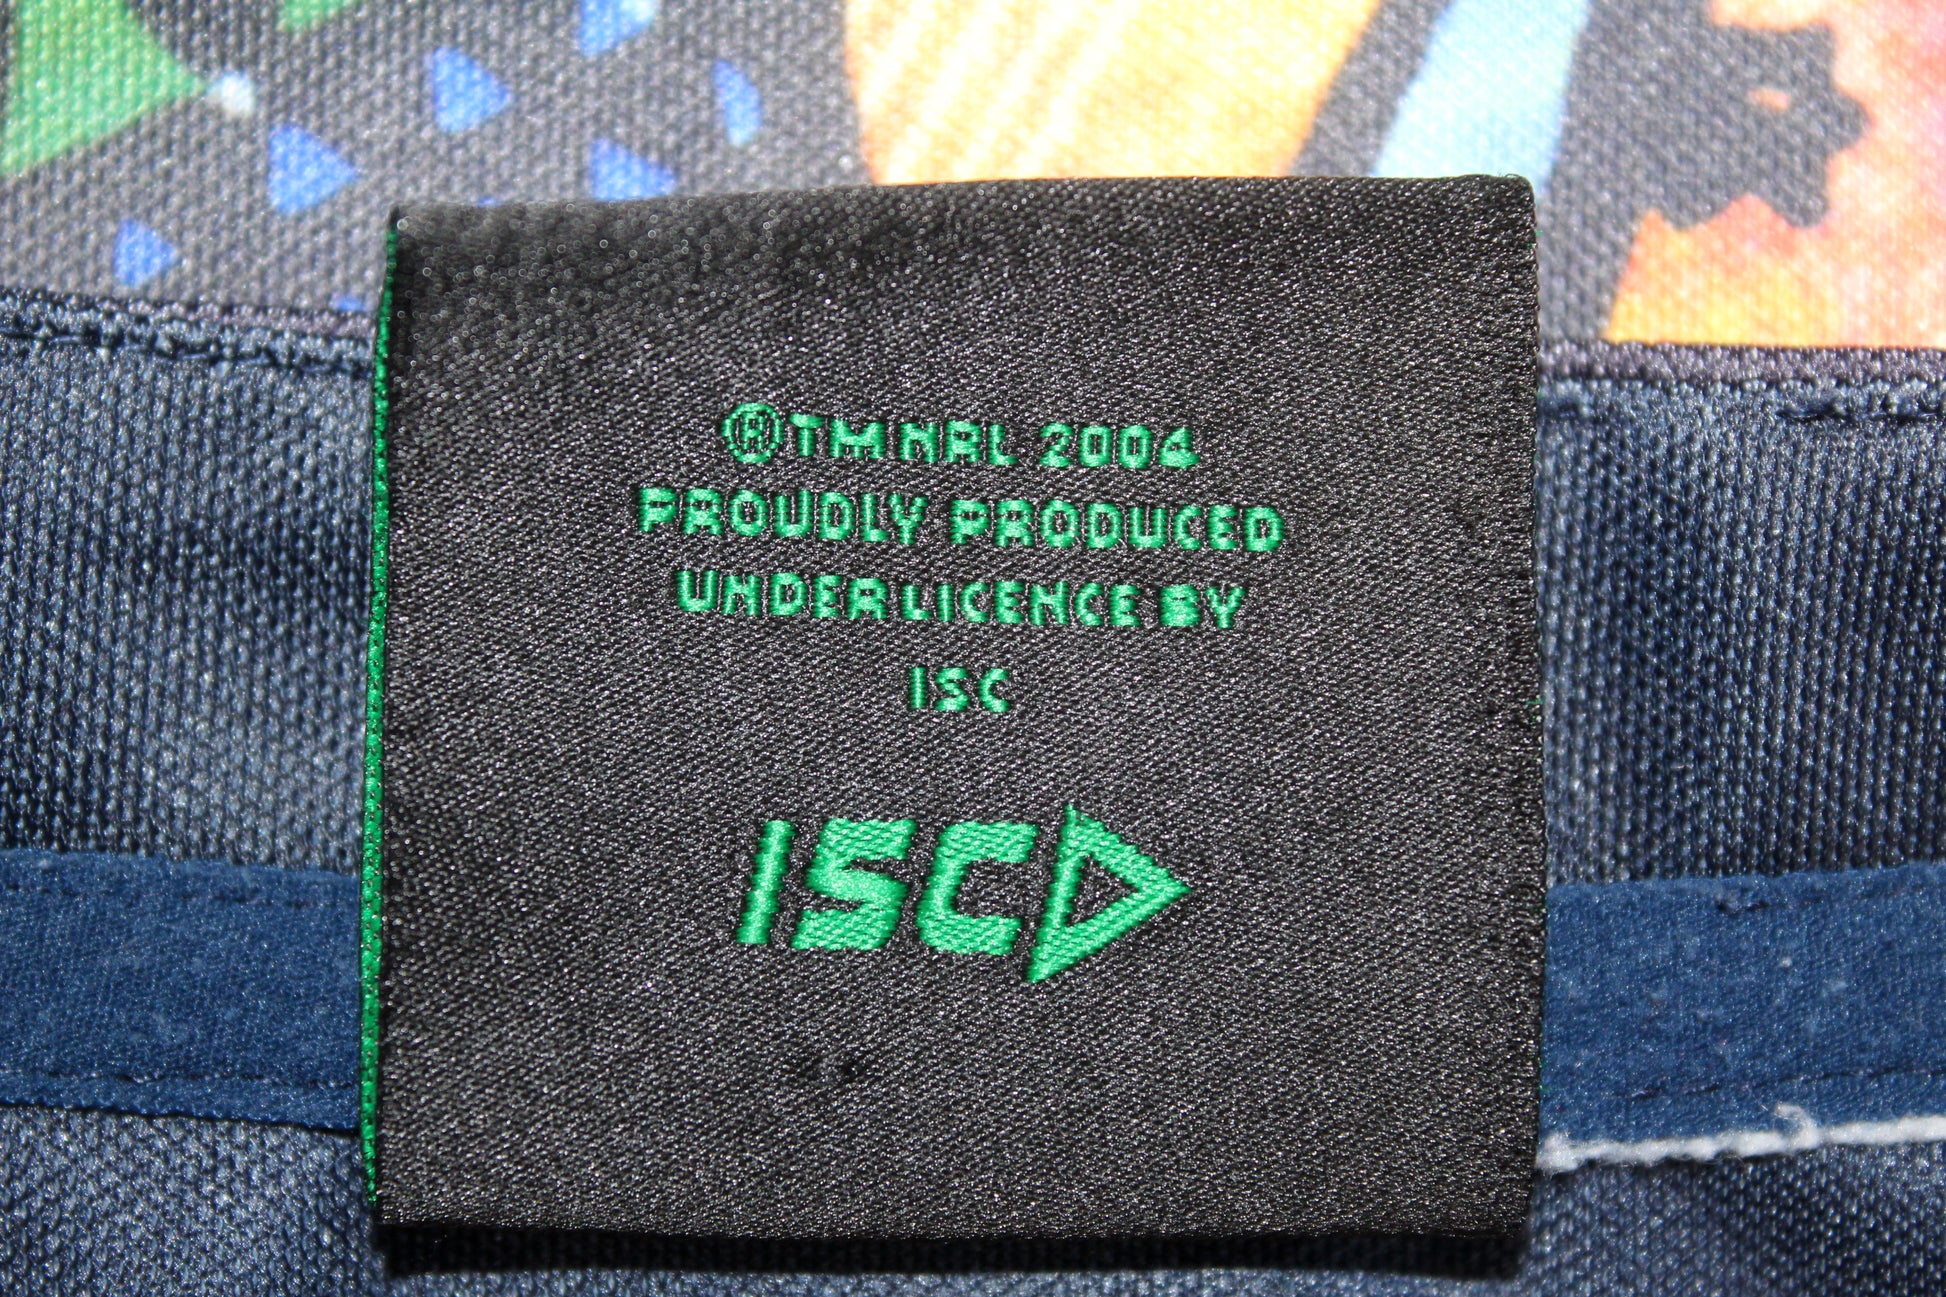 ®TM NRL 2004
PROUDLY PRODUCED
UNDER LICENCE BY
ISC
ISC